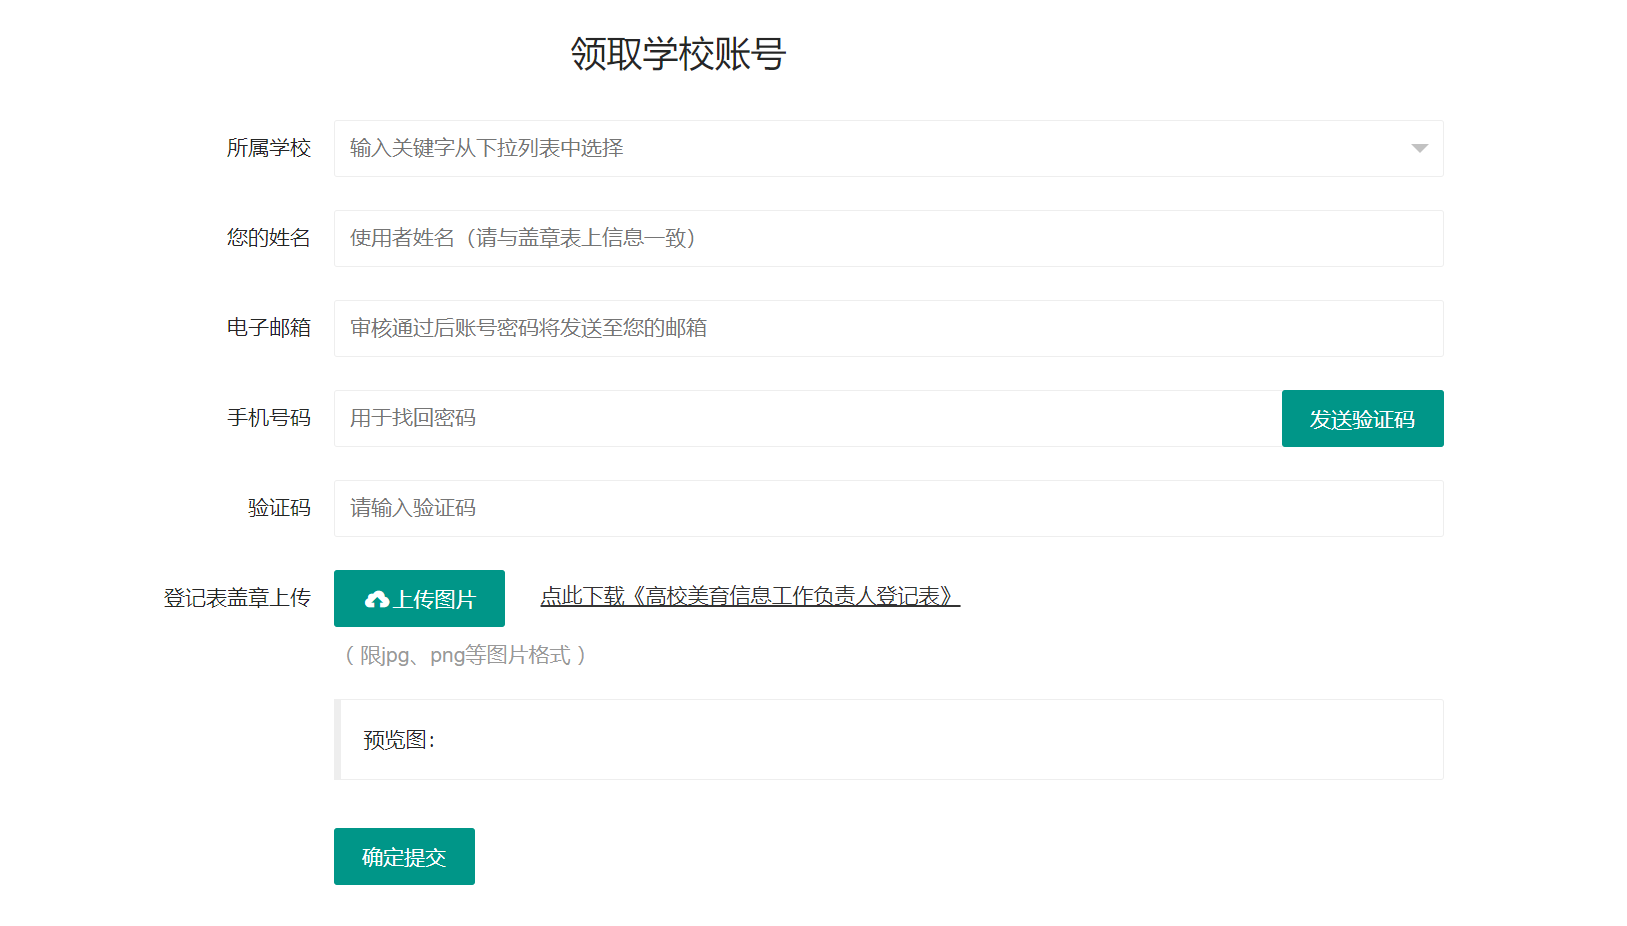 领取学校账号
所属学校
输入关键字从下拉列表中选择
您的姓名
使用者姓名（请与盖章表上信息一致）
电子邮箱
审核通过后账号密码将发送至您的邮箱
手机号码
用于找回密码
发送验证码
验证码
请输入验证码
登记表盖章上传
上传图片
点此下载《高校美育信息工作负责人登记表》
（ 限jpg、png等图片格式 ）
预览图：
确定提交